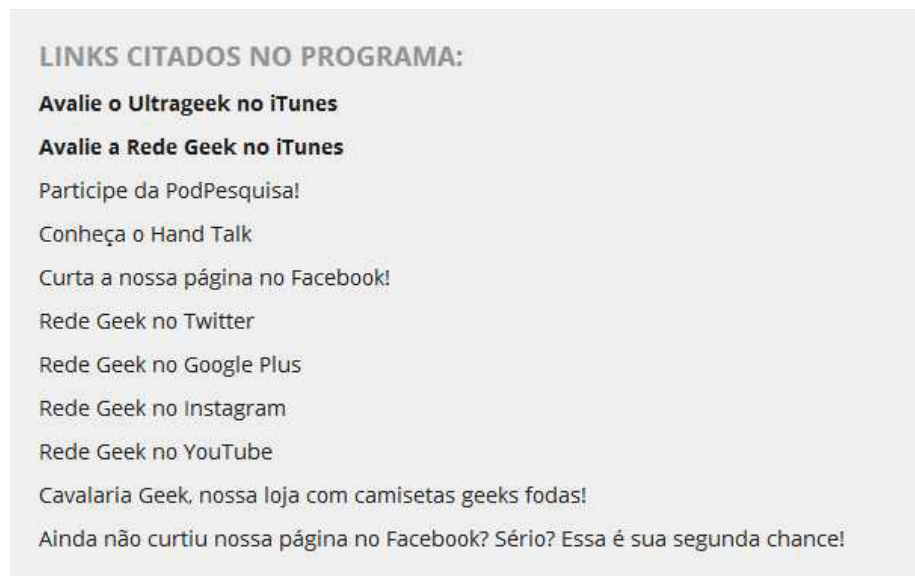 LINKS CITADOS NO PROGRAMA:
Avalie o Ultrageek no iTunes
Avalie a Rede Geek no iTunes
Participe da PodPesquisa!
Conheça o Hand Talk
Curta a nossa página no Facebook!
Rede Geek no Twitter
Rede Geek no Google Plus
Rede Geek no Instagram
Rede Geek no YouTube
Cavalaria Geek, nossa loja com camisetas geeks fodas!
Ainda não curtiu nossa página no Facebook? Sério? Essa é sua segunda chance!